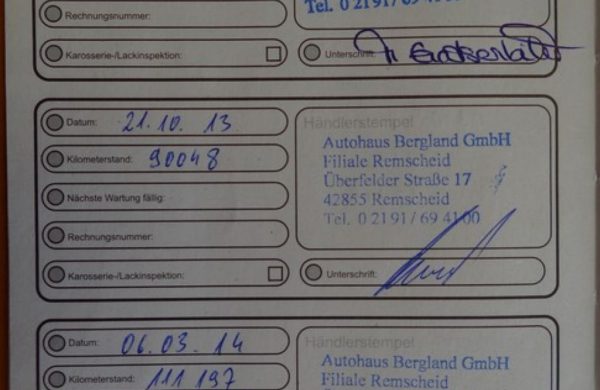 Tel. 0 21 91 / 69 41 00
Rechnungsnummer:
Karosserie-/Lackinspektion:
Unterschrift:
Datum: 21.10.13
Kilometerstand: 90048
Nächste Wartung fällig:
Rechnungsnummer:
Karosserie-/Lackinspektion:
Händlerstempel
Autohaus Bergland GmbH
Filiale Remscheid
Überfelder Straße 17
42855 Remscheid
Tel. 0 21 91 / 69 41 00
Unterschrift:
Datum: 06.03.14
Kilometerstand: 111 197
Händlerstempel
Autohaus Bergland GmbH
Filiale Remscheid